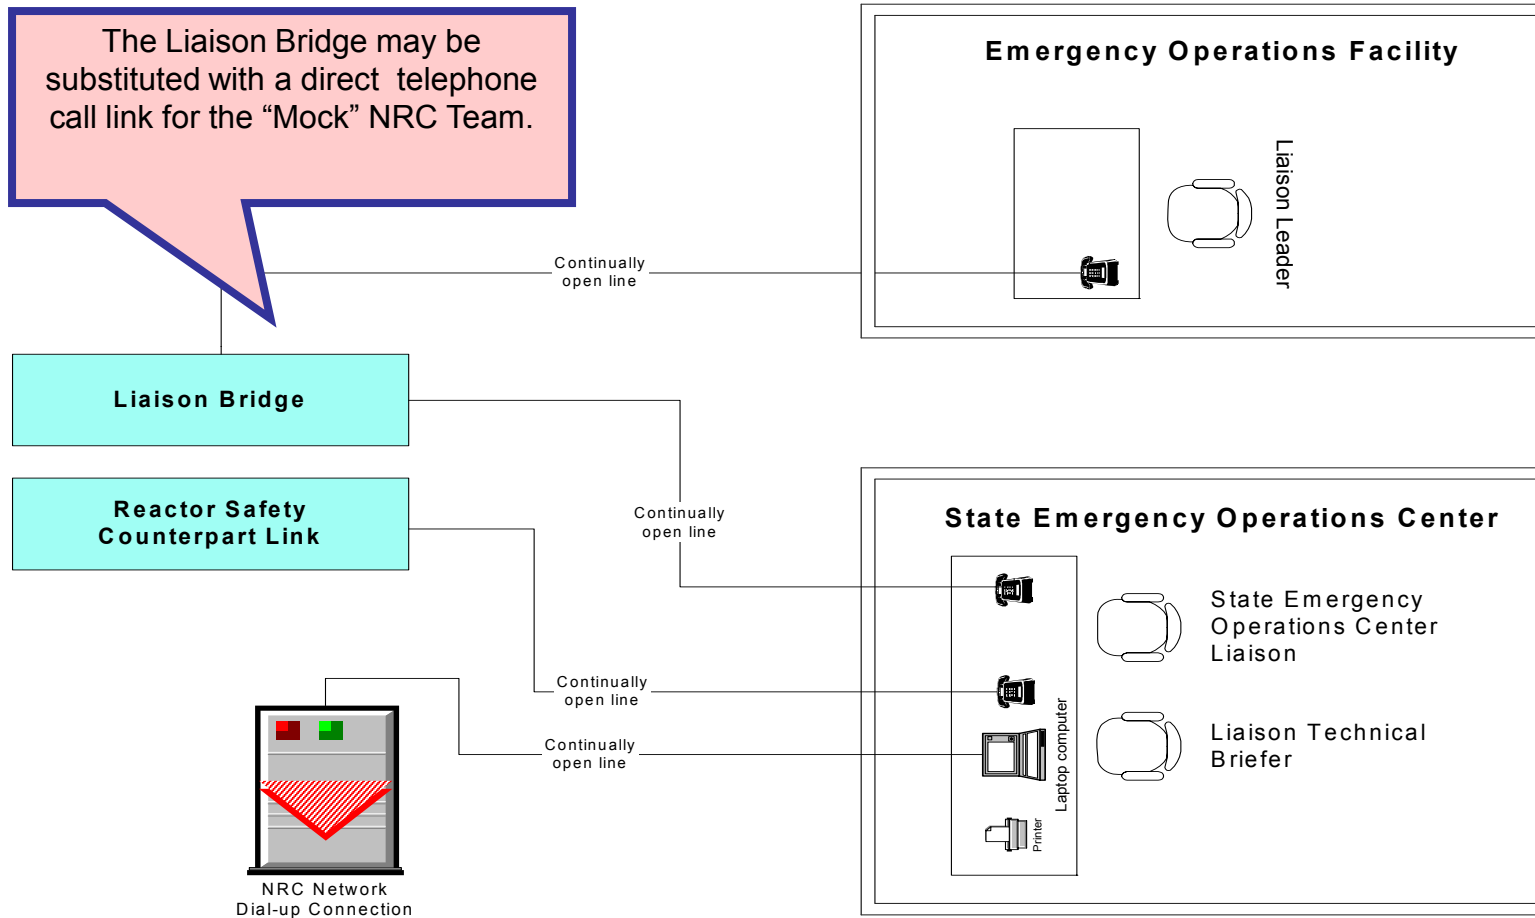 The Liaison Bridge may be
substituted with a direct telephone
call link for the “Mock” NRC Team.
Emergency Operations Facility
Liaison Leader
Continually
open line
Liaison Bridge
Reactor Safety
Counterpart Link
Continually
open line
State Emergency Operations Center
State Emergency
Operations Center
Liaison
Continually
open line
Laptop computer
Liaison Technical
Briefer
Continually
open line
Printer
NRC Network
Dial-up Connection